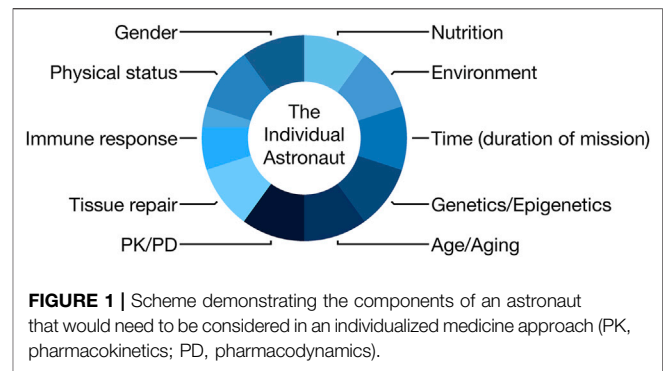 Gender
Nutrition
Physical status
Environment
The
Individual
Astronaut
Immune response
Time (duration of mission)
Tissue repair
Genetics/Epigenetics
PK/PD
Age/Aging
FIGURE 1 | Scheme demonstrating the components of an astronaut
that would need to be considered in an individualized medicine approach (PK,
pharmacokinetics; PD, pharmacodynamics).